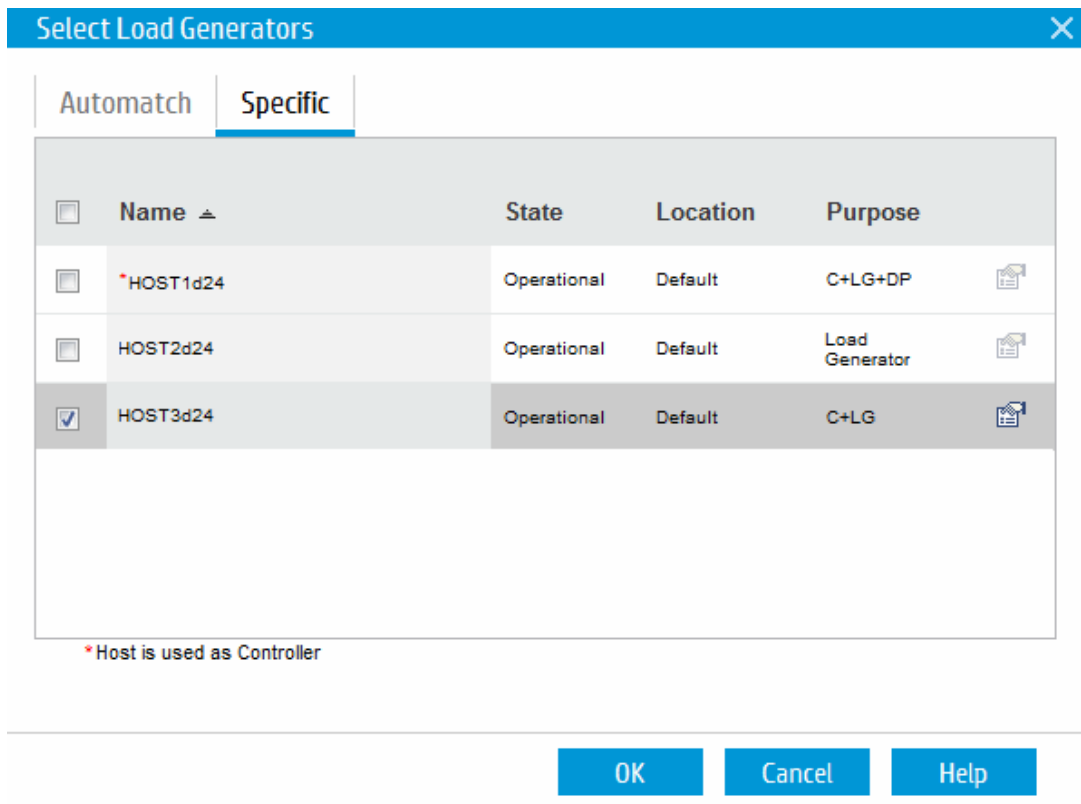 Select Load Generators
Automatch Specific
Name State Location Purpose
*HOST1d24 Operational Default C+LG+DP
HOST2d24 Operational Default Load Generator
HOST3d24 Operational Default C+LG
*Host is used as Controller
OK Cancel Help